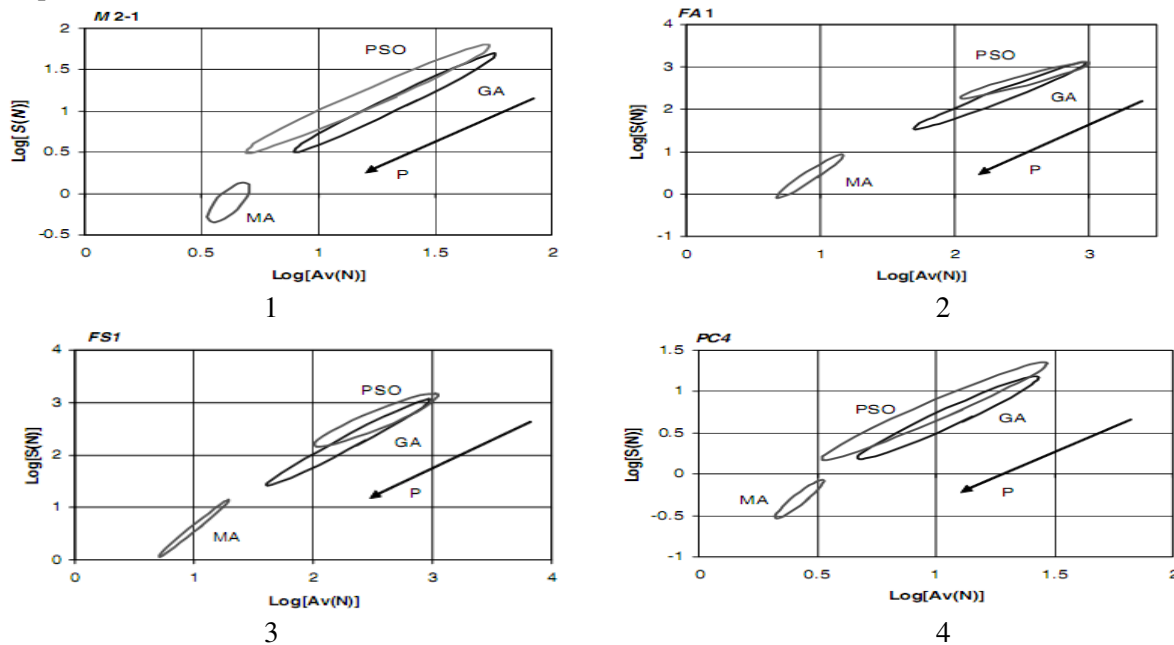 M 2-1
2
1.5
1
0.5
0
-0.5
0 0.5 1 1.5 2
Log[S(N)]
Log[Av(N)]
PSO
GA
P
MA
1
FA 1
4
3
2
1
0
-1
0 1 2 3
Log[S(N)]
Log[Av(N)]
PSO
GA
P
MA
2
FS1
4
3
2
1
0
0 1 2 3 4
Log[S(N)]
Log[Av(N)]
PSO
GA
P
MA
3
PC4
1.5
1
0.5
0
-0.5
-1
0 0.5 1 1.5 2
Log[S(N)]
Log[Av(N)]
PSO
GA
P
MA
4